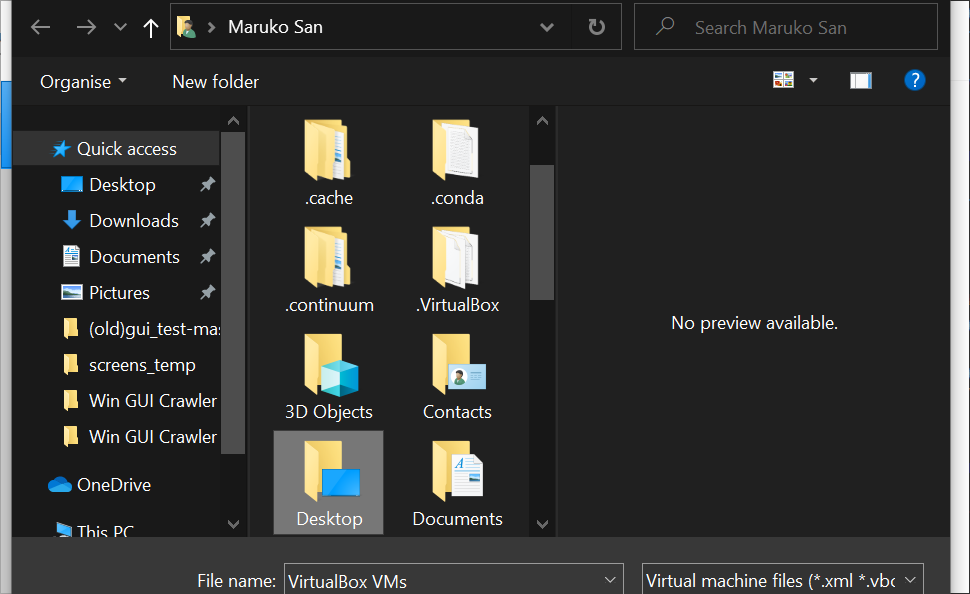 Maruko San
Search Maruko San
Organise
New folder
?
Quick access
Desktop
Downloads
Documents
Pictures
(old)gui_test-mas
screens_temp
Win GUI Crawler
Win GUI Crawler
OneDrive
This PC
.cache
.conda
.continuum
.VirtualBox
3D Objects
Contacts
Desktop
Documents
No preview available.
File name:
VirtualBox VMs
Virtual machine files (*.xml *.vbo